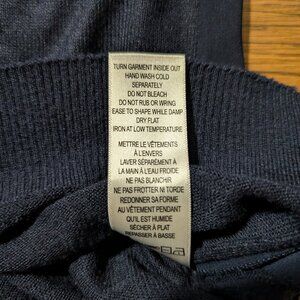 TURN GARMENT INSIDE OUT
HAND WASH COLD
SEPARATELY
DO NOT BLEACH
DO NOT RUB OR WRING
EASE TO SHAPE WHILE DAMP
DRY FLAT
IRON AT LOW TEMPERATURE
METTRE LE VÊTEMENTS
À L'ENVERS
LAVER SÉPARÉMENT À
LA MAIN À L'EAU FROIDE
NE PAS BLANCHIR
NE PAS FROTTER NI TORDE
REDONNER SA FORME
AU VÊTEMENT PENDANT
QU'IL EST HUMIDE
SÉCHER À PLAT
REPASSER À BASSE